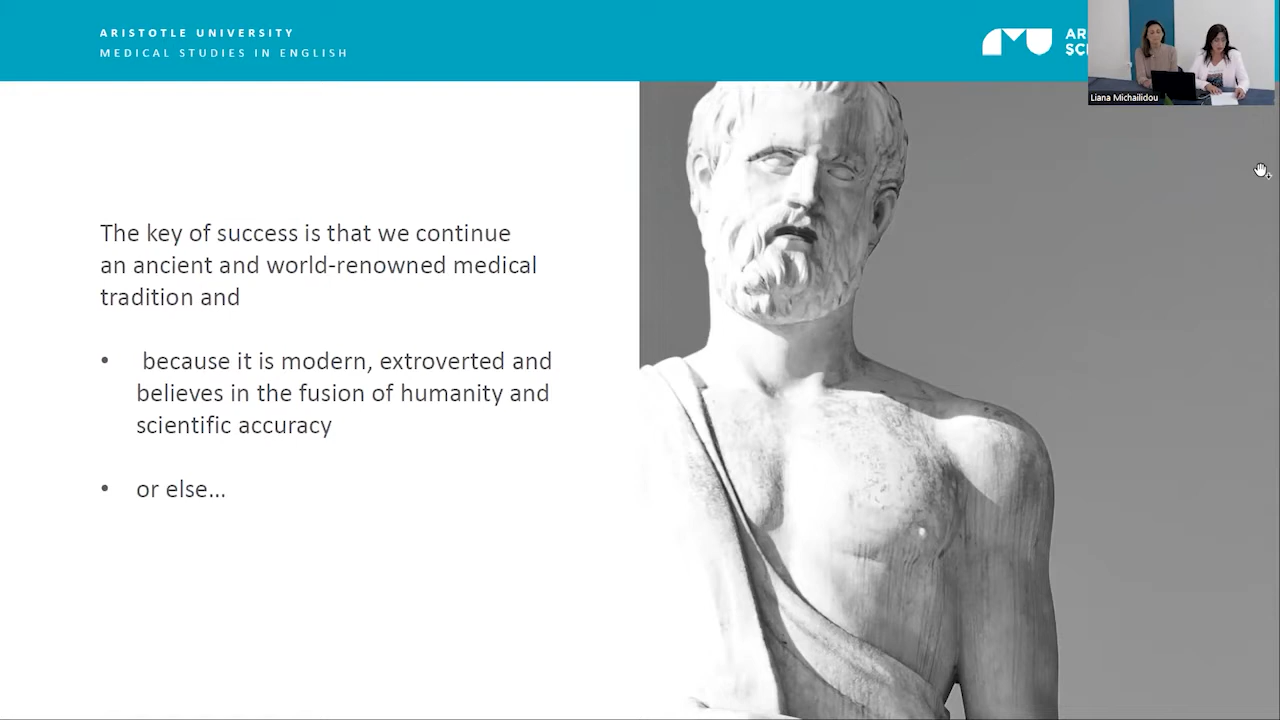 ARISTOTLE UNIVERSITY
MEDICAL STUDIES IN ENGLISH
Liana Michailidou
The key of success is that we continue
an ancient and world-renowned medical
tradition and
• because it is modern, extroverted and
believes in the fusion of humanity and
scientific accuracy
• or else...